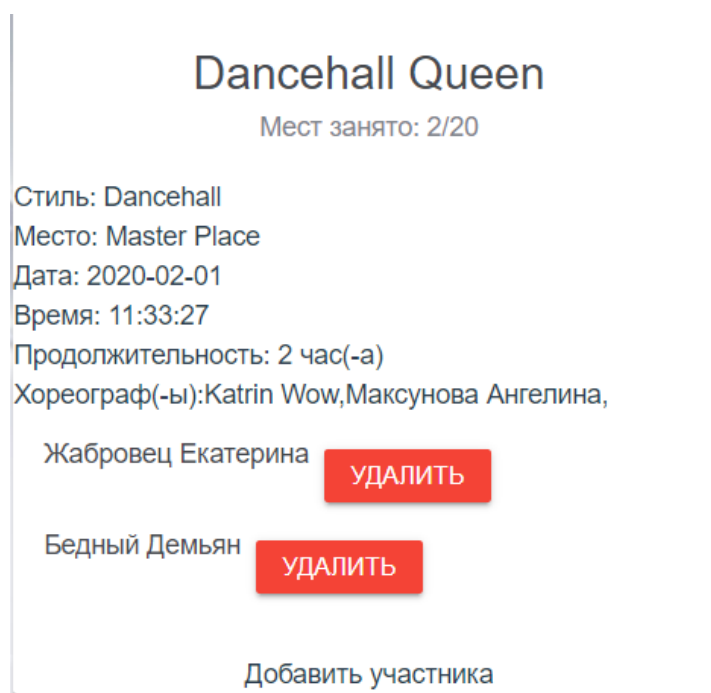 Dancehall Queen
Мест занято: 2/20
Стиль: Dancehall
Место: Master Place
Дата: 2020-02-01
Время: 11:33:27
Продолжительность: 2 час(-а)
Хореограф(-ы):Katrin Wow,Максунова Ангелина,
Жабровец Екатерина УДАЛИТЬ
Бедный Демьян УДАЛИТЬ
Добавить участника